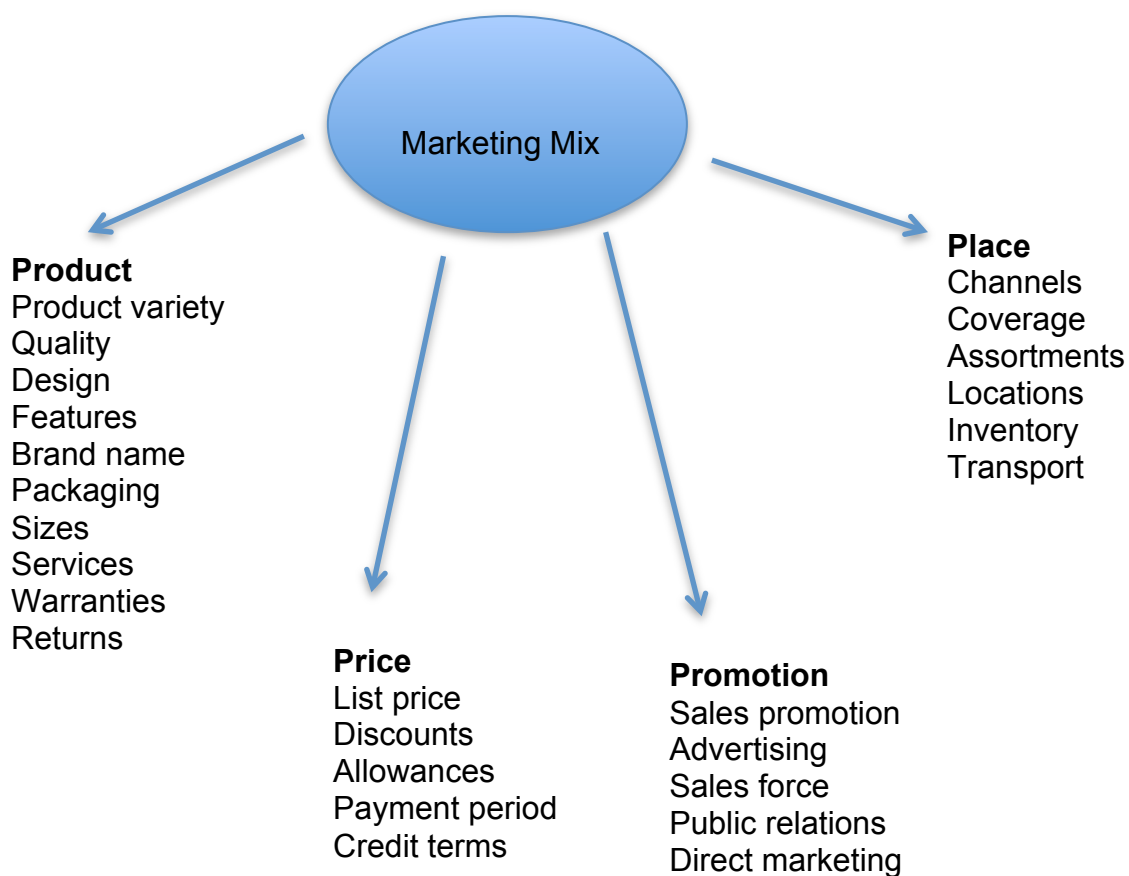 Marketing Mix
Product
Product variety
Quality
Design
Features
Brand name
Packaging
Sizes
Services
Warranties
Returns
Price
List price
Discounts
Allowances
Payment period
Credit terms
Promotion
Sales promotion
Advertising
Sales force
Public relations
Direct marketing
Place
Channels
Coverage
Assortments
Locations
Inventory
Transport